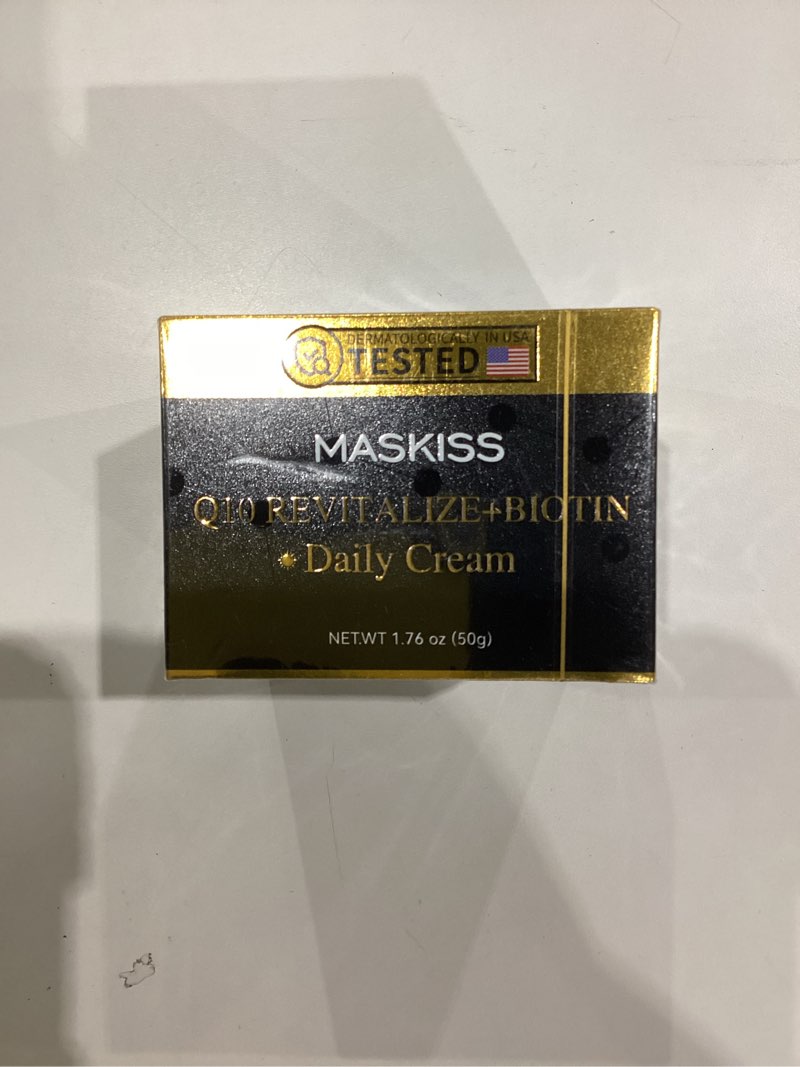 DERMATOLOGICALLY IN USA
TESTED
MASKISS
Q10 REVITALIZE+BIOTIN
Daily Cream
NET.WT 1.76 oz (50g)